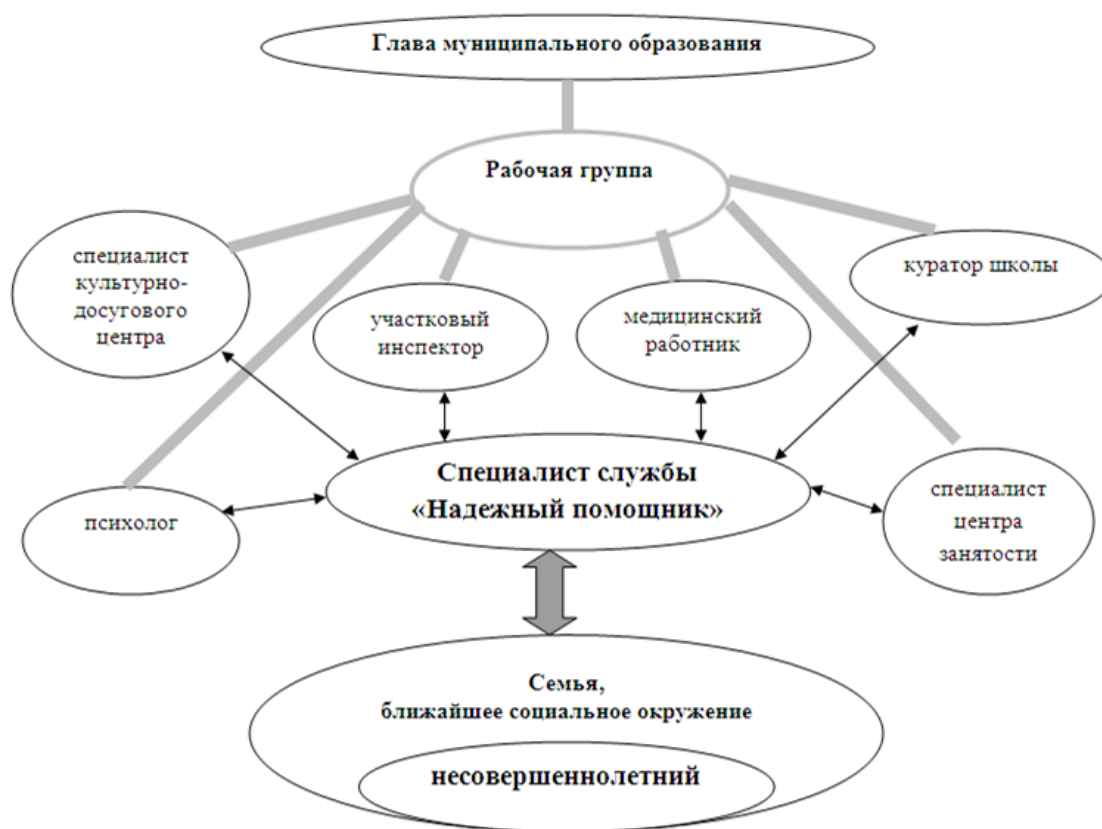 Глава муниципального образования
Рабочая группа
специалист
культурно-
досугового
центра
участковый
инспектор
медицинский
работник
куратор школы
Специалист службы
«Надежный помощник»
психолог
специалист
центра
занятости
Семья,
ближайшее социальное окружение
несовершеннолетний